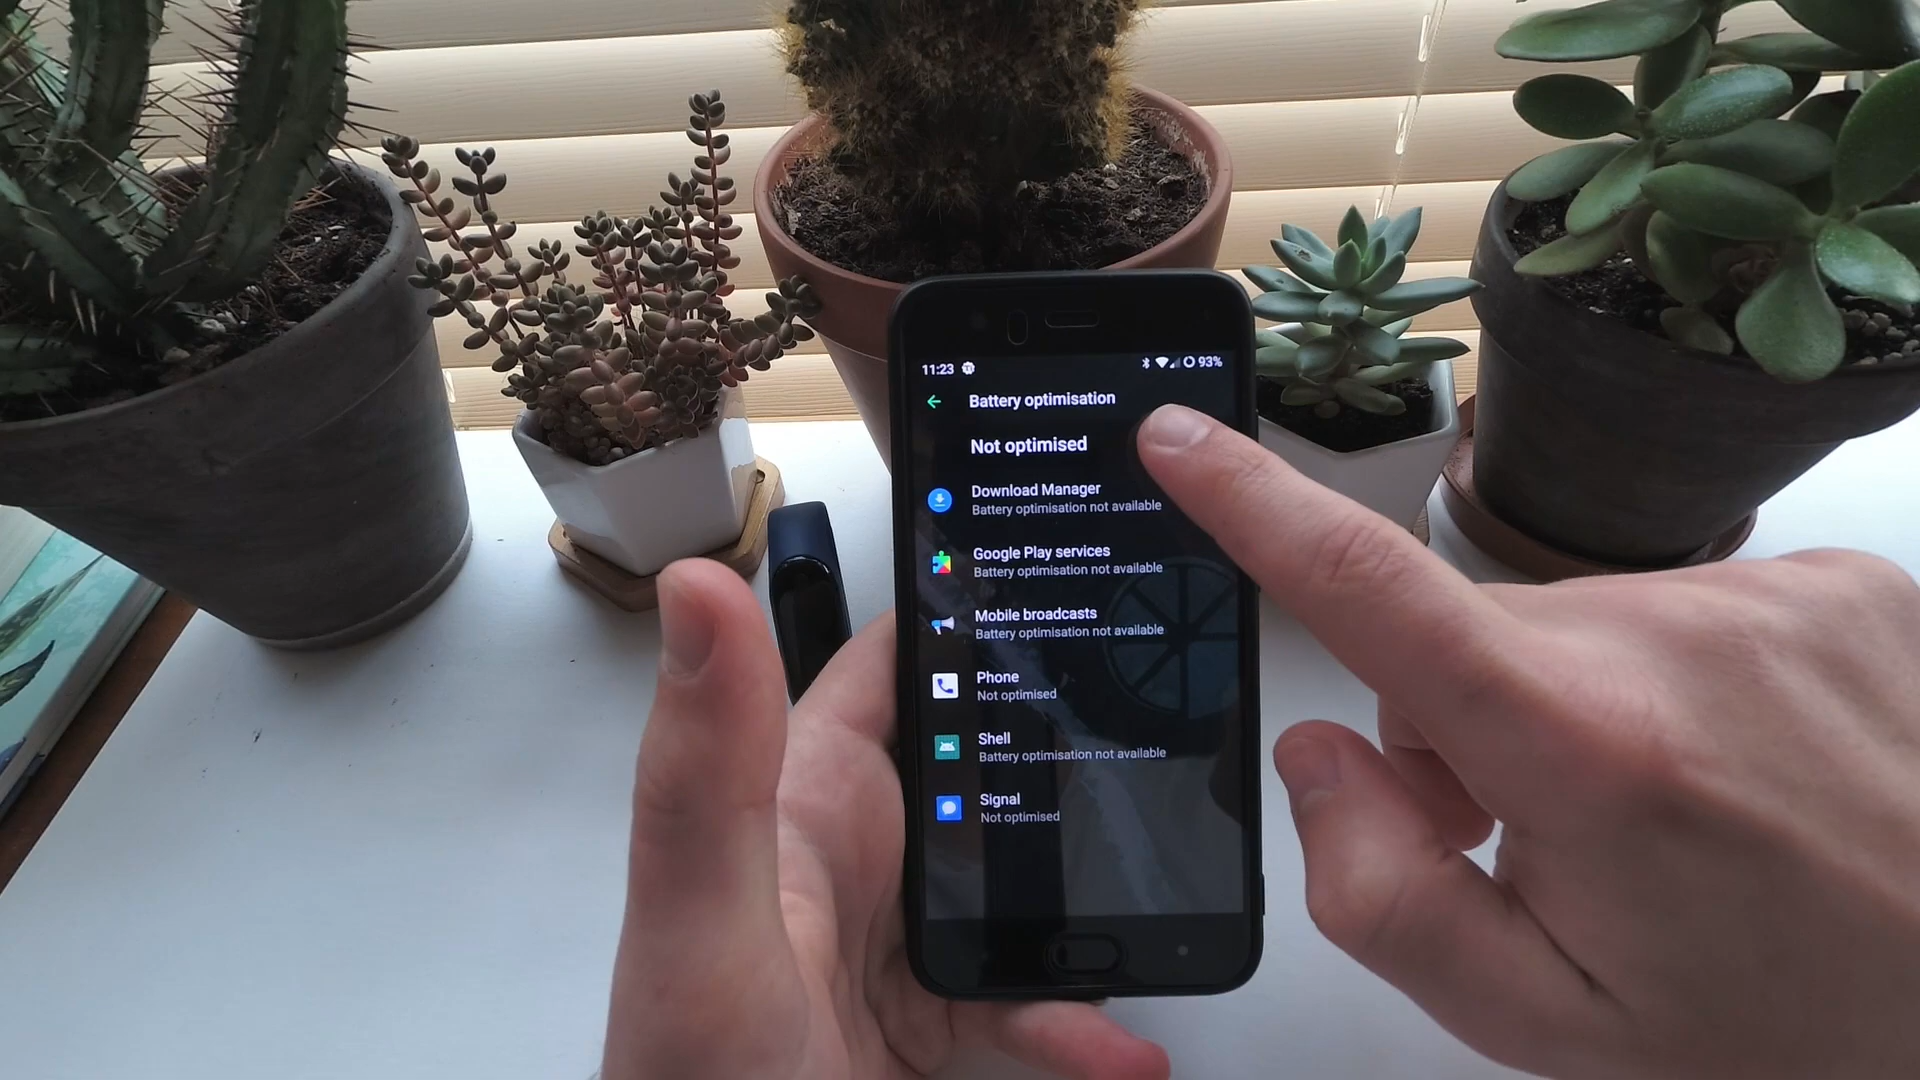 11:23 93%
Battery optimisation
Not optimised
Download Manager
Battery optimisation not available
Google Play services
Battery optimisation not available
Mobile broadcasts
Battery optimisation not available
Phone
Not optimised
Shell
Battery optimisation not available
Signal
Not optimised